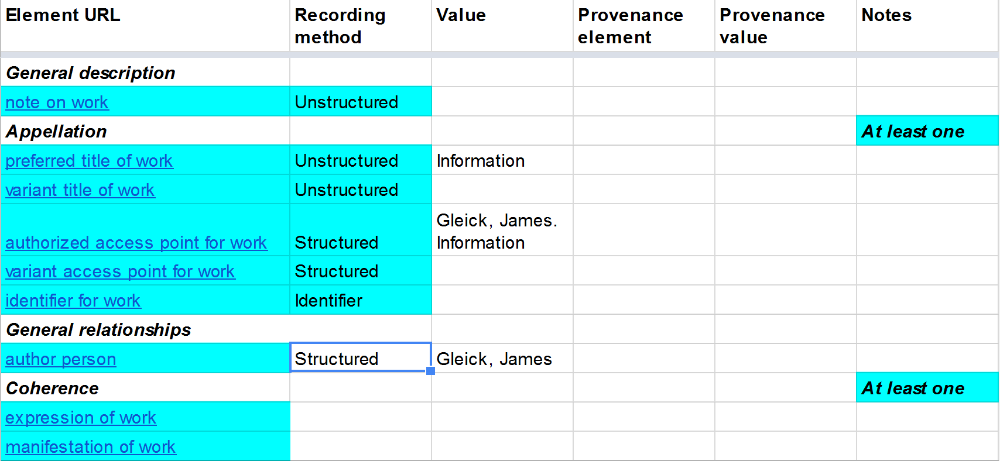 Element URL Recording method Value Provenance element Provenance value Notes
General description
note on work Unstructured
Appellation At least one
preferred title of work Unstructured Information
variant title of work Unstructured
authorized access point for work Structured Gleick, James. Information
variant access point for work Structured
identifier for work Identifier
General relationships
author person Structured Gleick, James
Coherence At least one
expression of work
manifestation of work